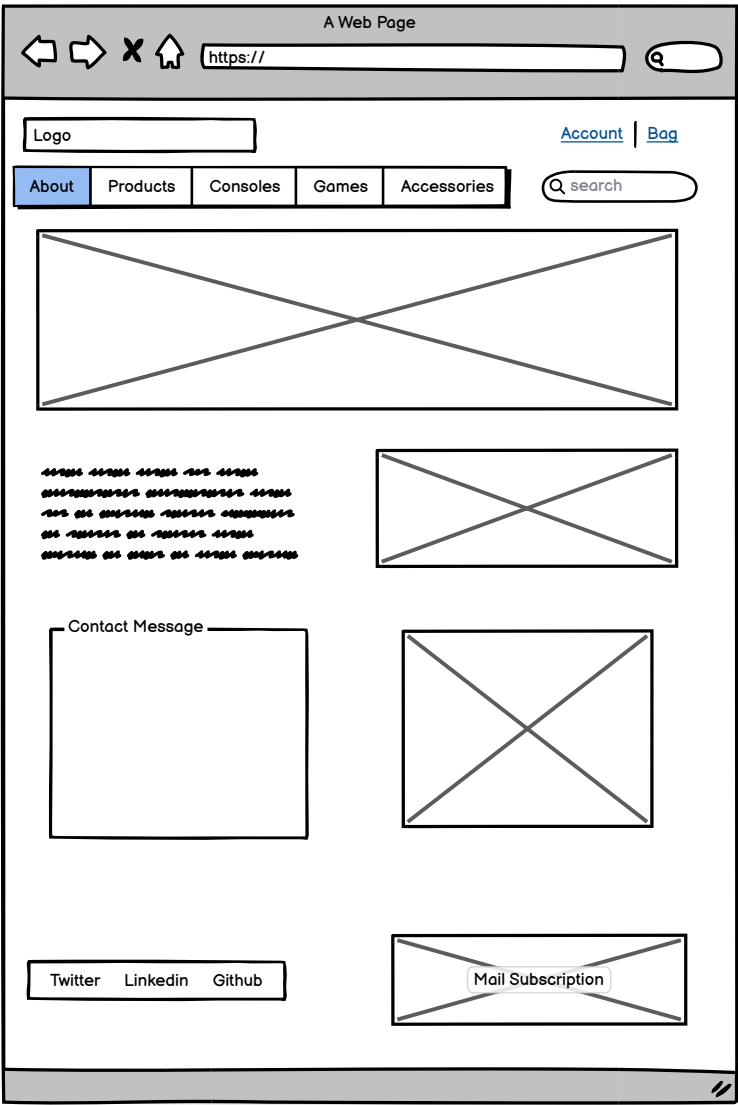 A Web Page
https://
Logo
Account | Bag
About Products Consoles Games Accessories
search
Contact Message
Twitter Linkedin Github
Mail Subscription